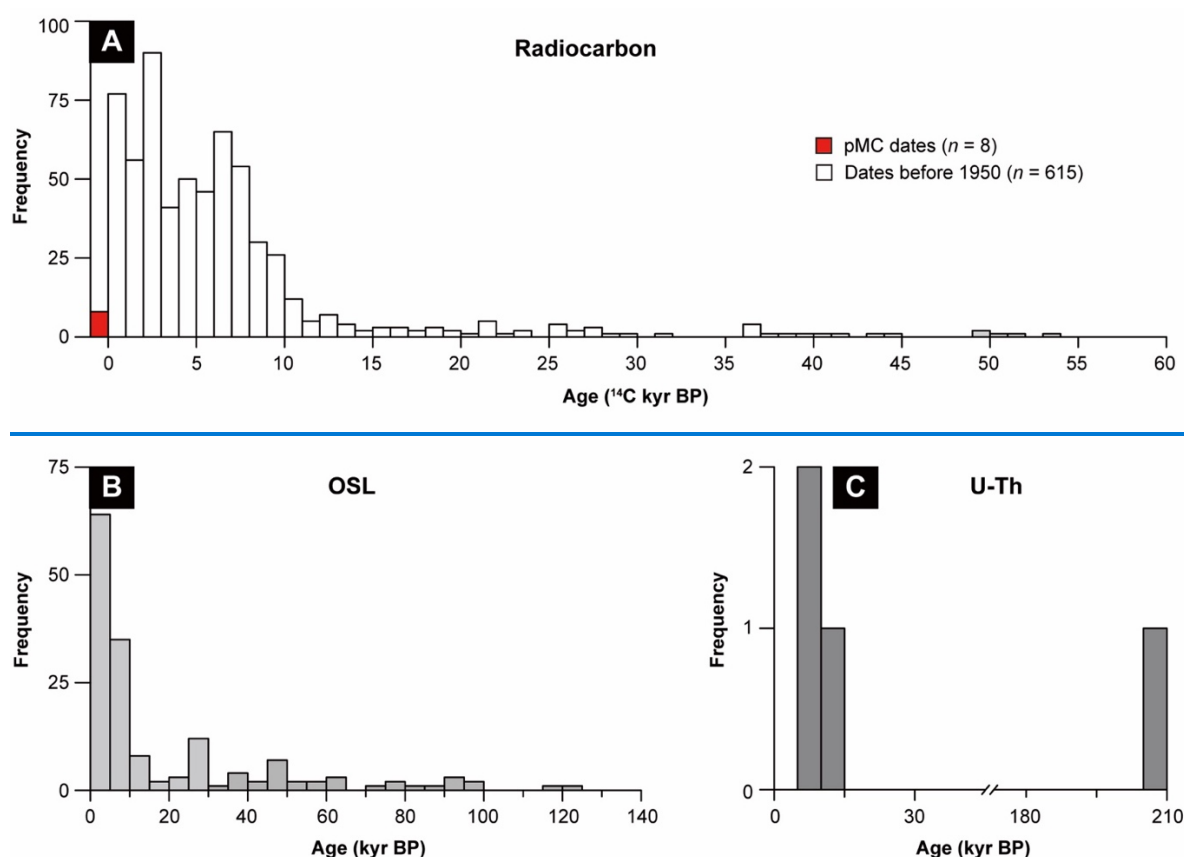 A
Radiocarbon
Frequency
100
75
50
25
0
pMC dates (n = 8)
Dates before 1950 (n = 615)
0 5 10 15 20 25 30 35 40 45 50 55 60
Age (¹⁴C kyr BP)
B
OSL
Frequency
75
50
25
0
0 20 40 60 80 100 120 140
Age (kyr BP)
C
U-Th
Frequency
2
1
0
0 30 180 210
Age (kyr BP)